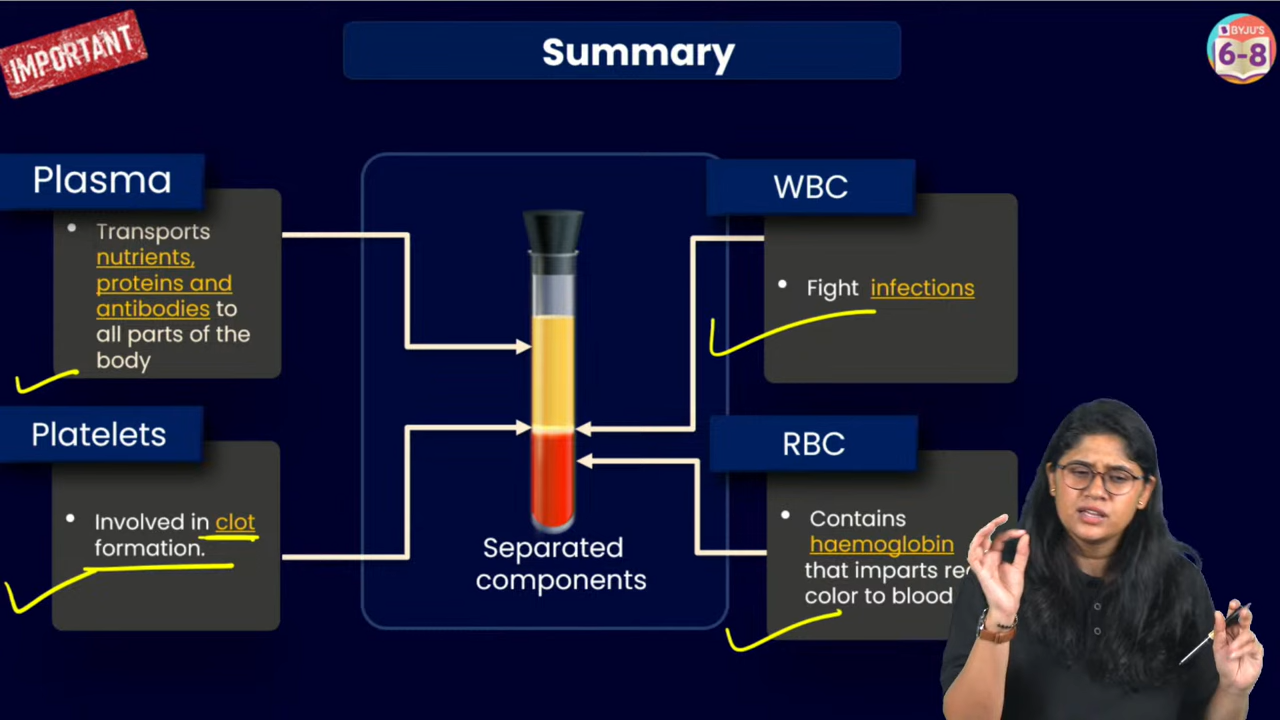 IMPORTANT
Summary
BYJU'S
6-8
Plasma
• Transports
nutrients,
proteins and
antibodies to
all parts of the
body
WBC
• Fight infections
Platelets
• Involved in clot
formation.
RBC
• Contains
haemoglobin
that imparts
color to blood
Separated
components